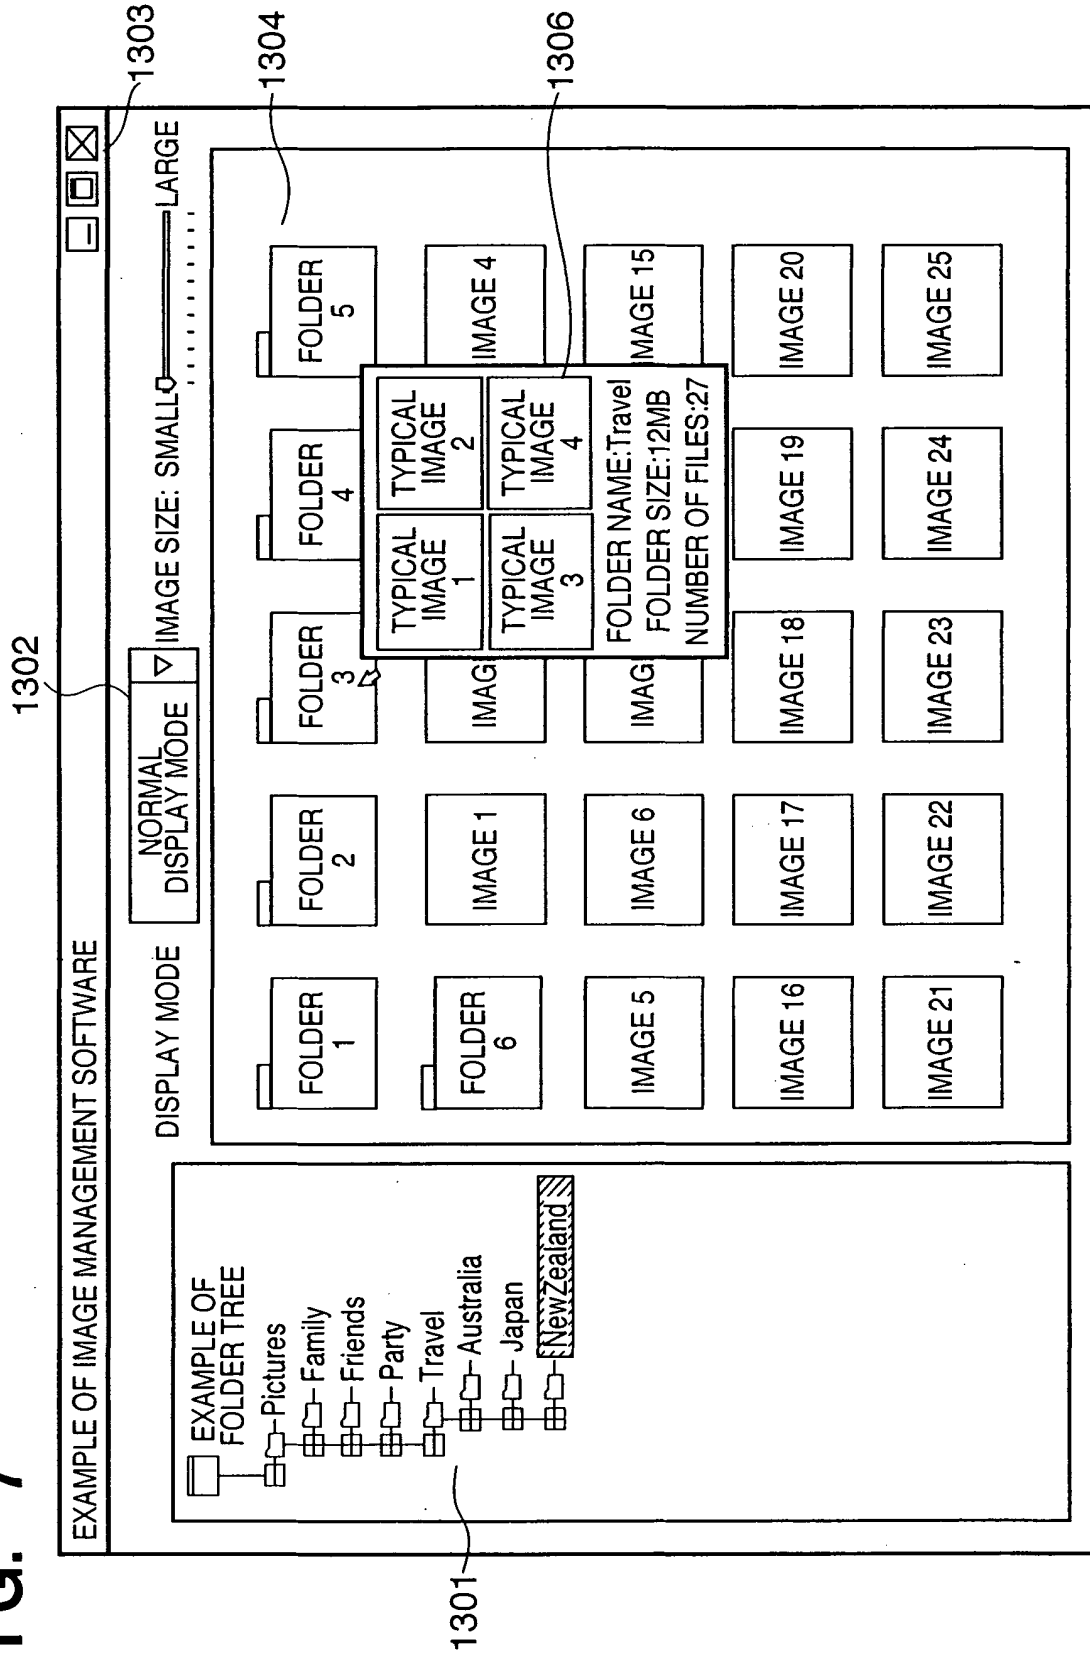 FIG. 7
1302
EXAMPLE OF IMAGE MANAGEMENT SOFTWARE
1303
DISPLAY MODE
NORMAL
DISPLAY MODE
IMAGE SIZE: SMALL
LARGE
1304
EXAMPLE OF
FOLDER TREE
Pictures
Family
Friends
Party
Travel
Australia
Japan
NewZealand
1301
FOLDER
1
FOLDER
2
FOLDER
3
FOLDER
4
FOLDER
5
FOLDER
6
IMAGE 1
IMAG
IMAGE 4
TYPICAL
IMAGE
1
TYPICAL
IMAGE
2
TYPICAL
IMAGE
3
TYPICAL
IMAGE
4
1306
FOLDER NAME:Travel
FOLDER SIZE:12MB
NUMBER OF FILES:27
IMAGE 5
IMAGE 6
IMAG
IMAGE 15
IMAGE 16
IMAGE 17
IMAGE 18
IMAGE 19
IMAGE 20
IMAGE 21
IMAGE 22
IMAGE 23
IMAGE 24
IMAGE 25